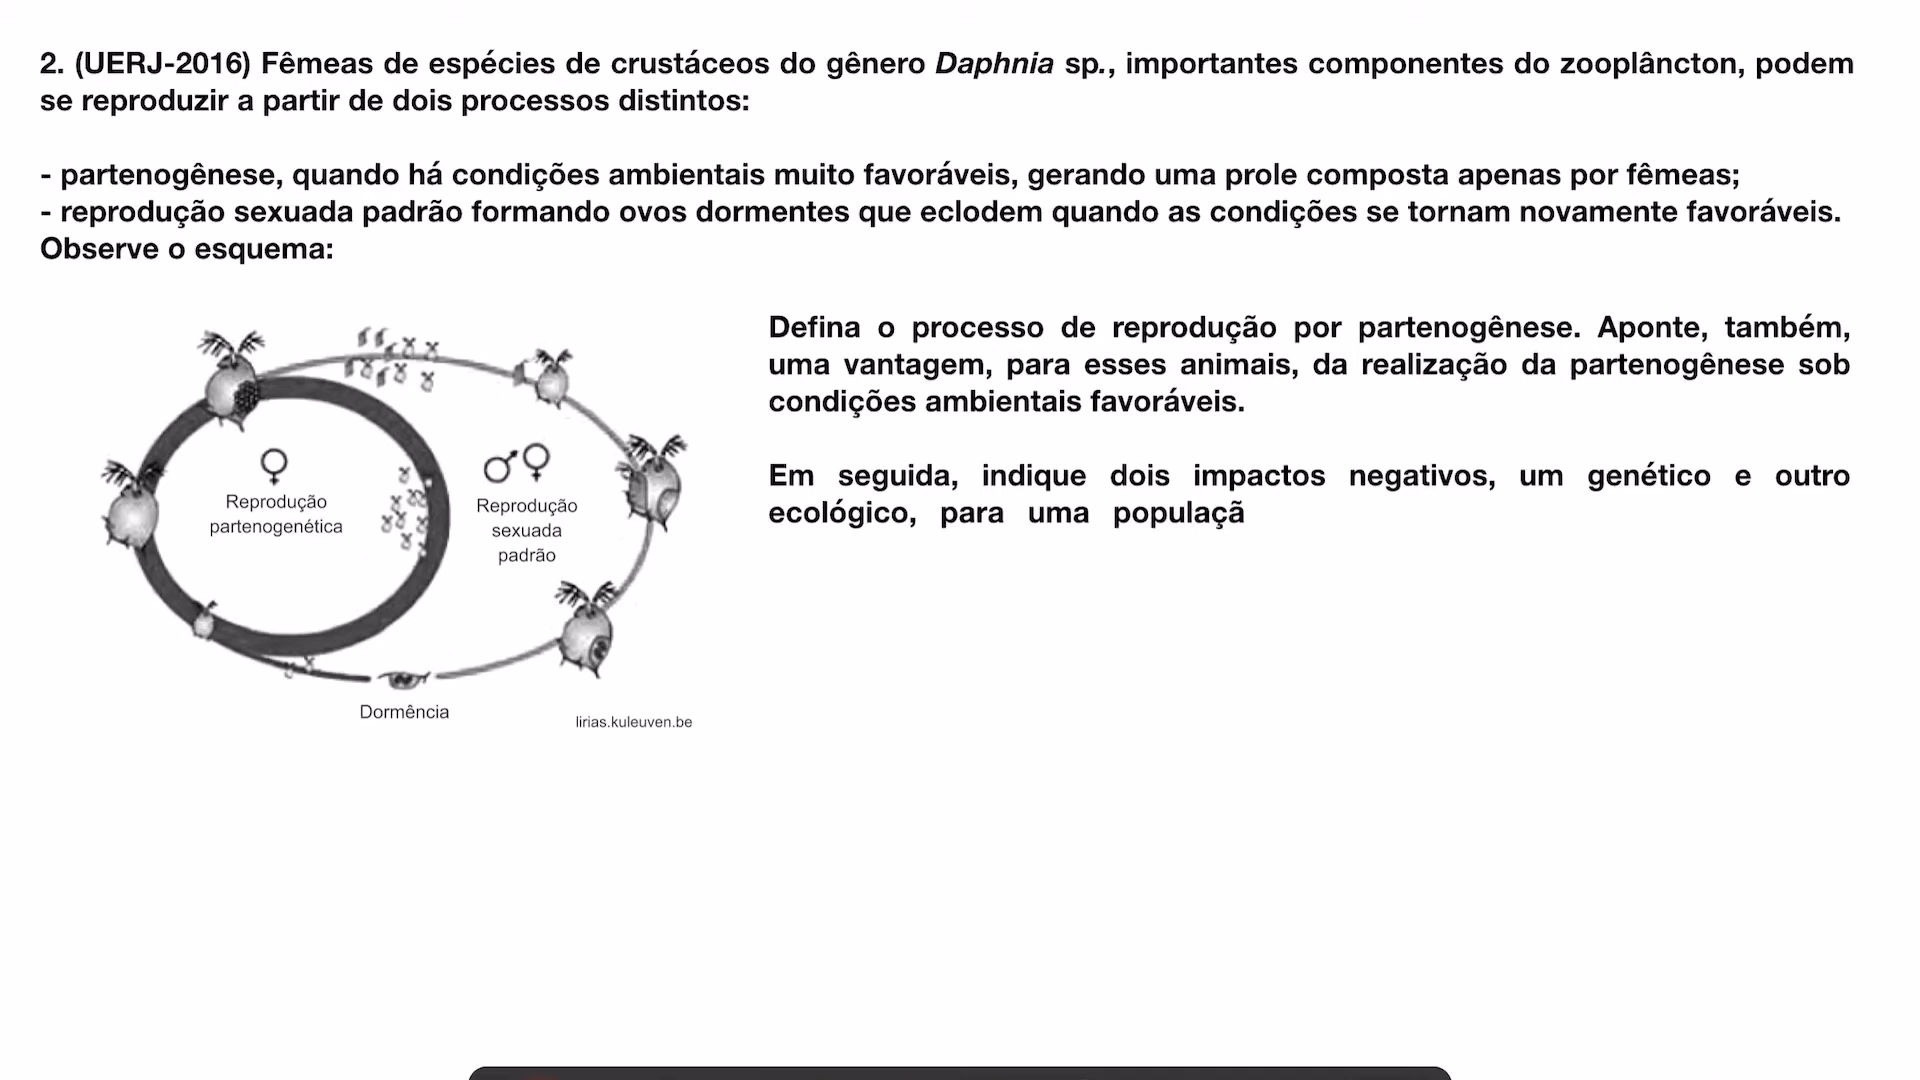 2. (UERJ-2016) Fêmeas de espécies de crustáceos do gênero Daphnia sp., importantes componentes do zooplâncton, podem
se reproduzir a partir de dois processos distintos:
- partenogênese, quando há condições ambientais muito favoráveis, gerando uma prole composta apenas por fêmeas;
- reprodução sexuada padrão formando ovos dormentes que eclodem quando as condições se tornam novamente favoráveis.
Observe o esquema:
Defina o processo de reprodução por partenogênese. Aponte, também,
uma vantagem, para esses animais, da realização da partenogênese sob
condições ambientais favoráveis.
Em seguida, indique dois impactos negativos, um genético e outro
ecológico, para uma populaçã
♀
Reprodução
partenogenética
♂♀
Reprodução
sexuada
padrão
Dormência
lirias.kuleuven.be